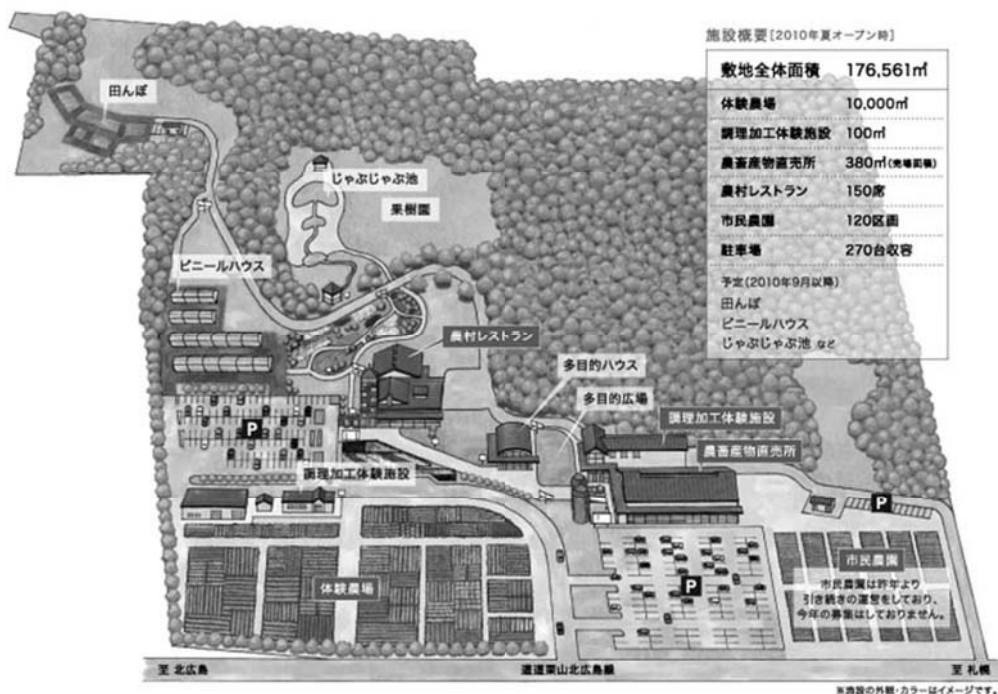 施設概要[2010年夏オープン時]
敷地全体面積 176,561㎡
体験農場 10,000㎡
調理加工体験施設 100㎡
農畜産物直売所 380㎡(売場面積)
農村レストラン 150席
市民農園 120区画
駐車場 270台収容
予定(2010年9月以降)
田んぼ
ビニールハウス
じゃぶじゃぶ池 など
田んぼ
じゃぶじゃぶ池
果樹園
ビニールハウス
農村レストラン
多目的ハウス
多目的広場
調理加工体験施設
農畜産物直売所
P
調理加工体験施設
P
体験農場
P
市民農園
市民農園は昨年より
引き続きの運営をしており、
今年の募集はしておりません。
至 北広島
道道栗山北広島線
至 札幌
※施設の外観・カラーはイメージです。